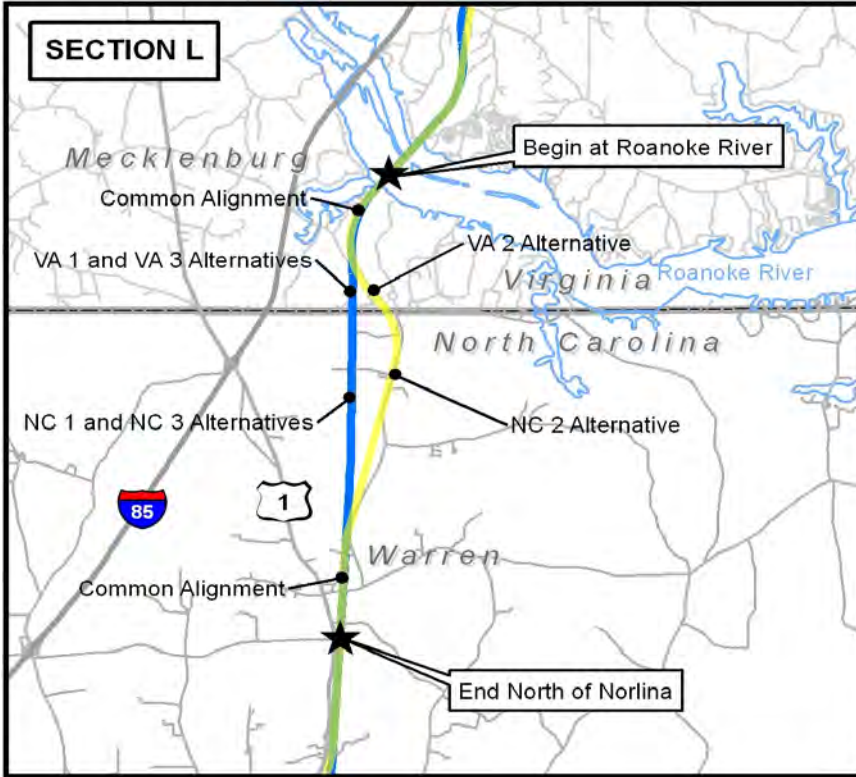 SECTION L
Begin at Roanoke River
Mecklenburg
Common Alignment
VA 2 Alternative
VA 1 and VA 3 Alternatives
Virginia
Roanoke River
North Carolina
NC 1 and NC 3 Alternatives
NC 2 Alternative
85
1
Warren
Common Alignment
End North of Norlina